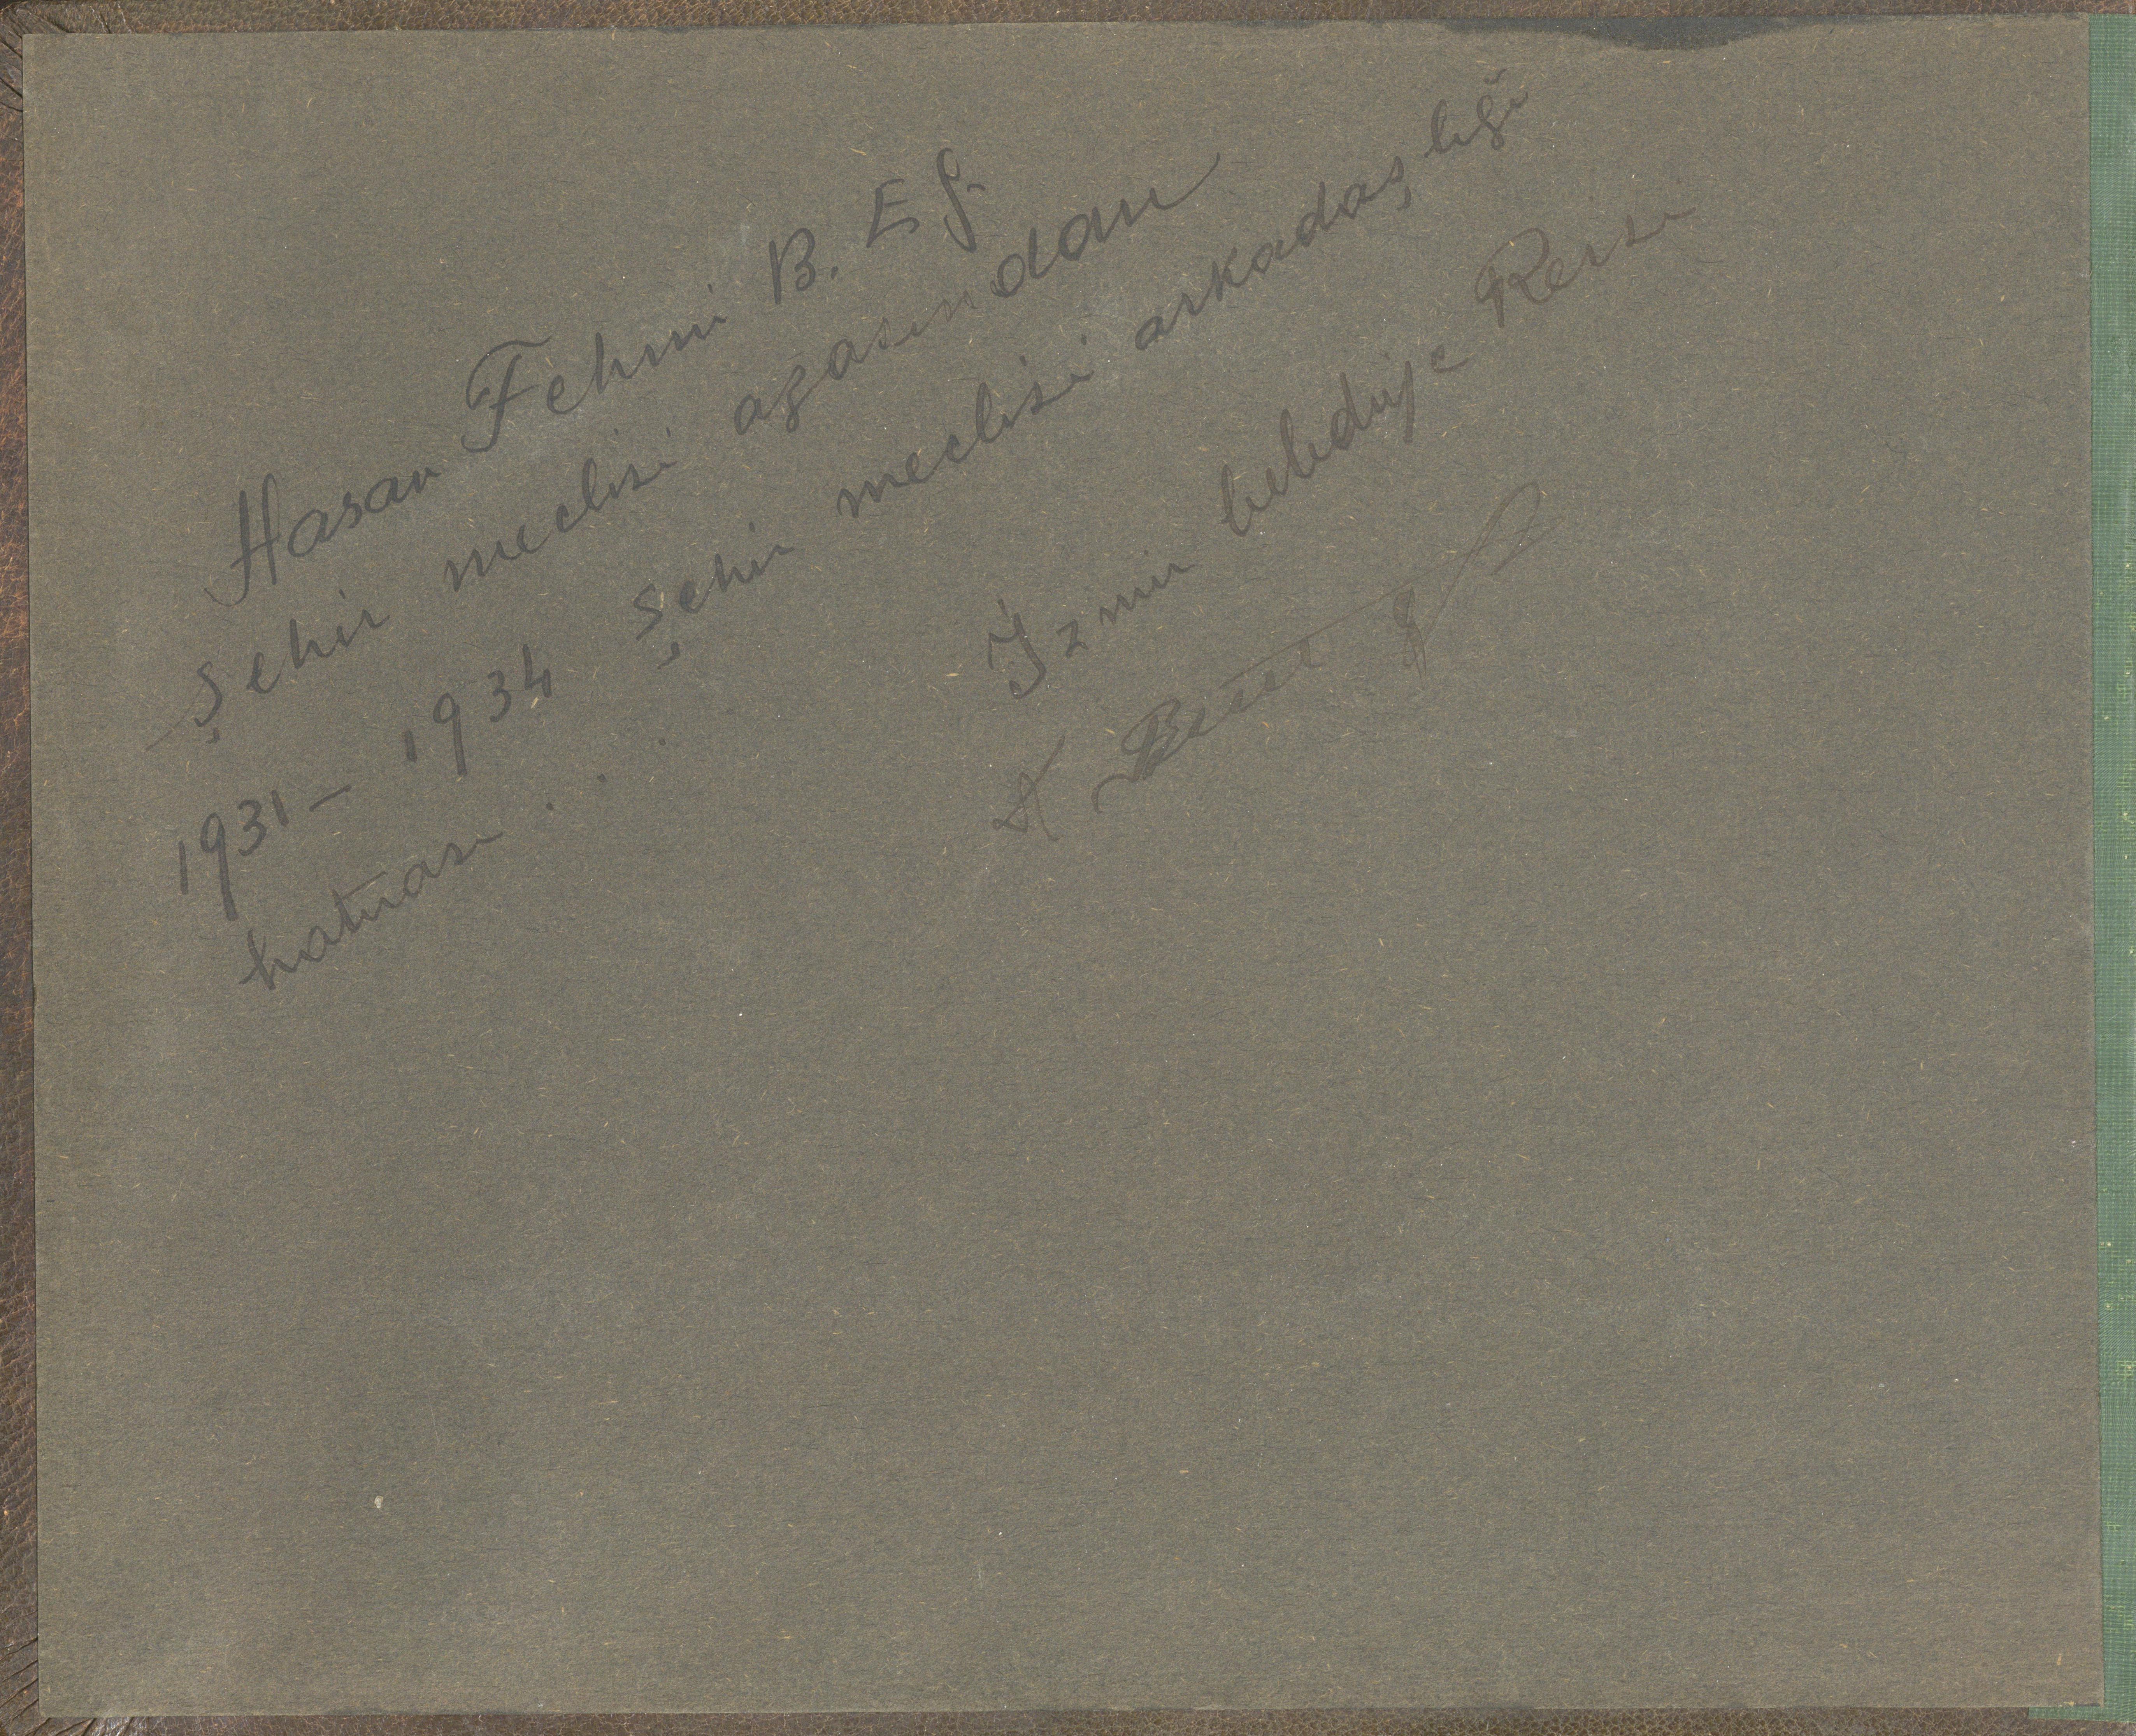 Hasan Fehmi B. Ef
Şehir meclisi azasından
1931 – 1934 Şehir meclisi arkadaşlığı
hatırası . . .
İzmir belediye Reisi